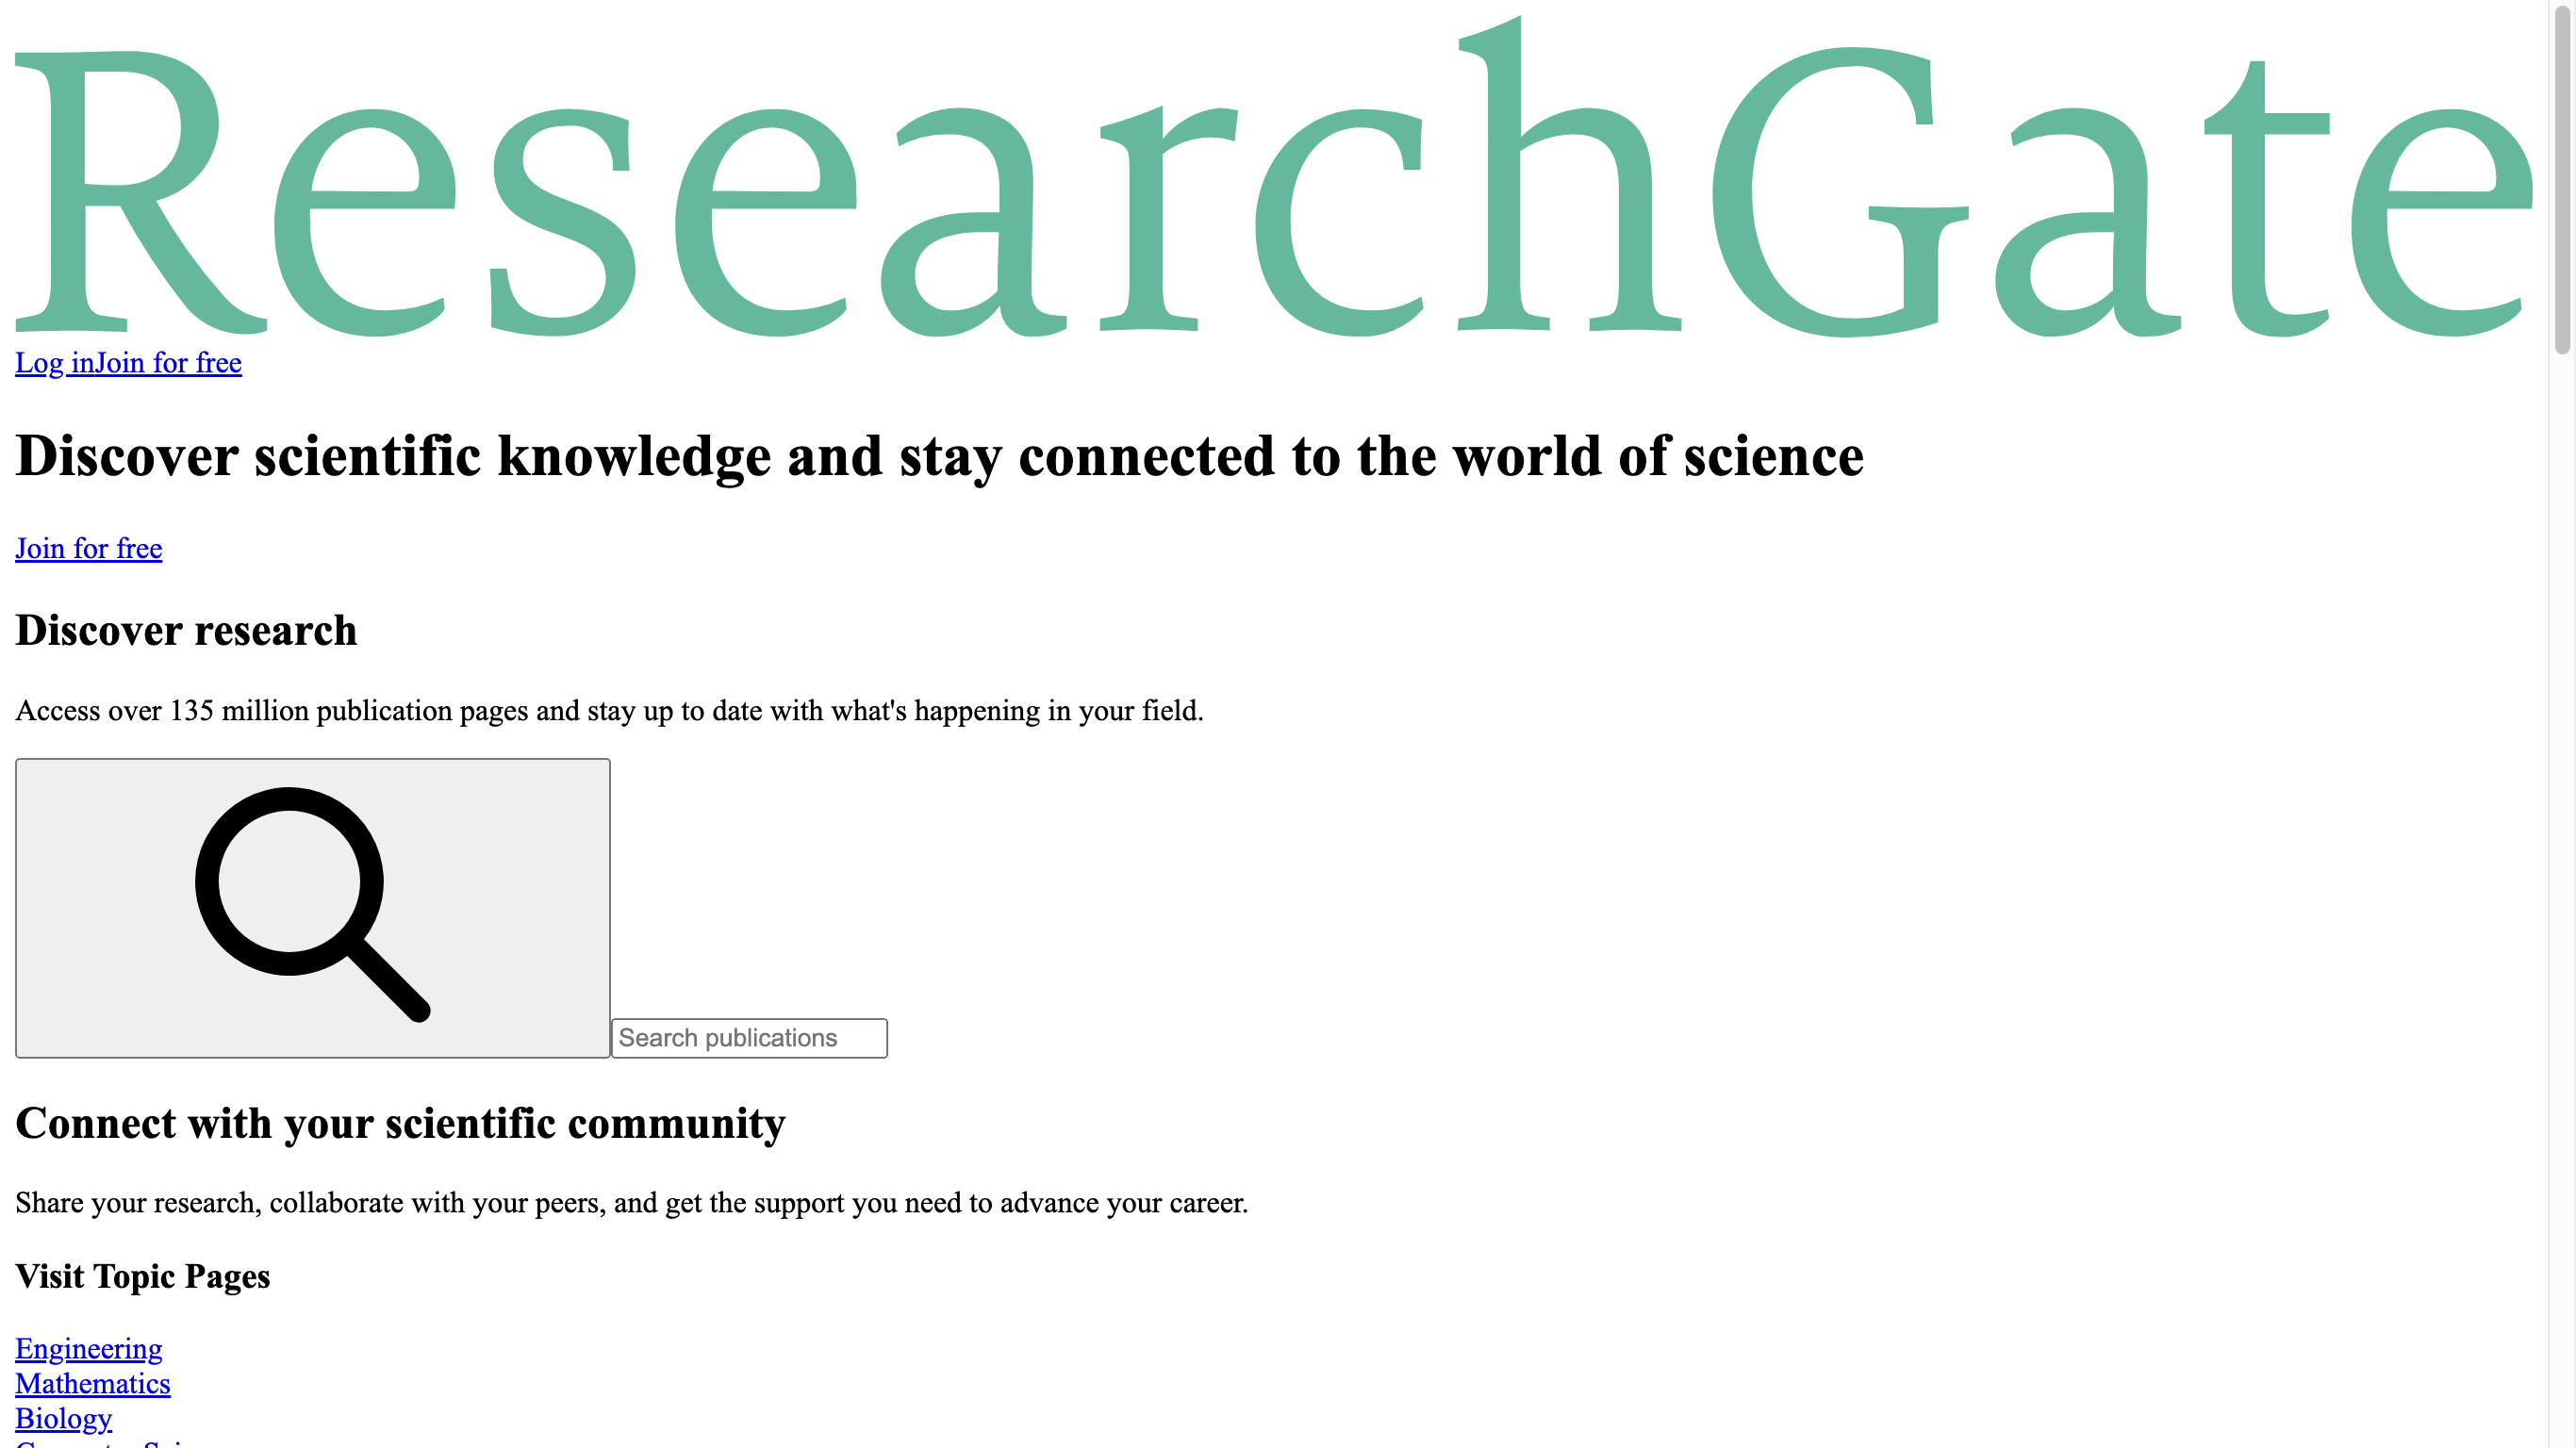 ResearchGate
Log inJoin for free
Discover scientific knowledge and stay connected to the world of science
Join for free
Discover research
Access over 135 million publication pages and stay up to date with what's happening in your field.
Search publications
Connect with your scientific community
Share your research, collaborate with your peers, and get the support you need to advance your career.
Visit Topic Pages
Engineering
Mathematics
Biology